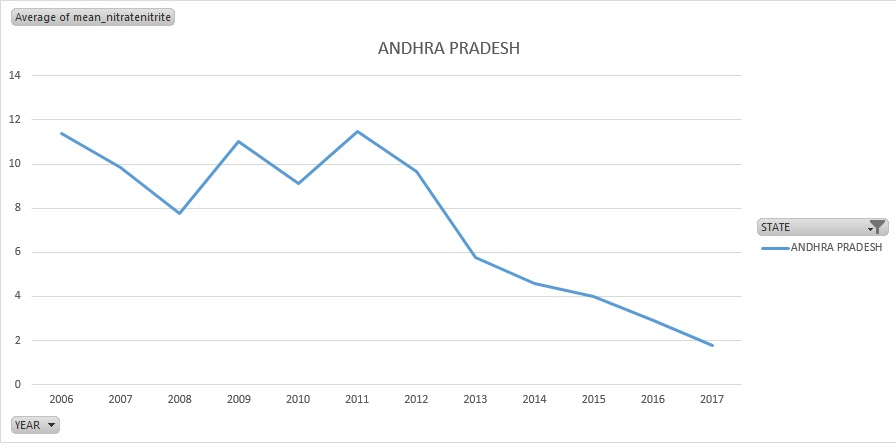 Average of mean_nitratenitrite
ANDHRA PRADESH
14
12
10
8
6
4
2
0
2006 2007 2008 2009 2010 2011 2012 2013 2014 2015 2016 2017
STATE
ANDHRA PRADESH
YEAR